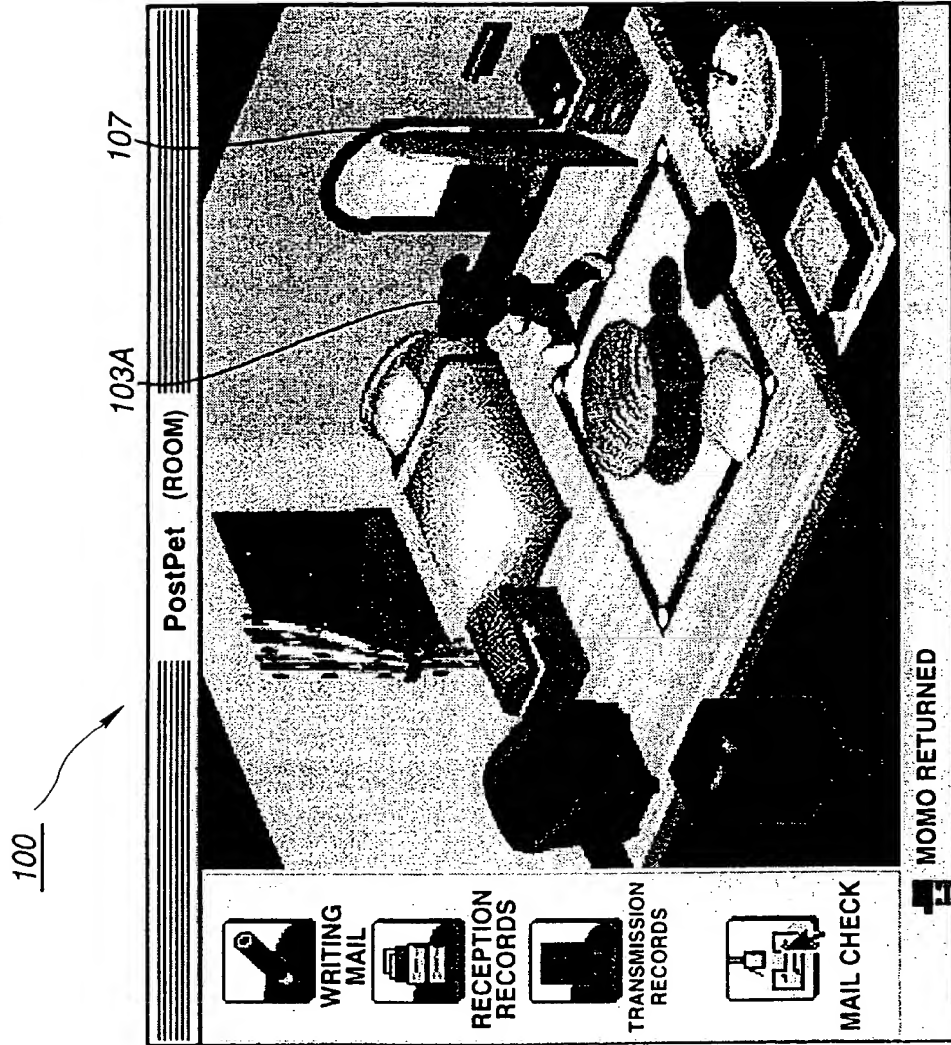 100
103A
107
PostPet (ROOM)
WRITING
MAIL
RECEPTION
RECORDS
TRANSMISSION
RECORDS
MAIL CHECK
MOMO RETURNED